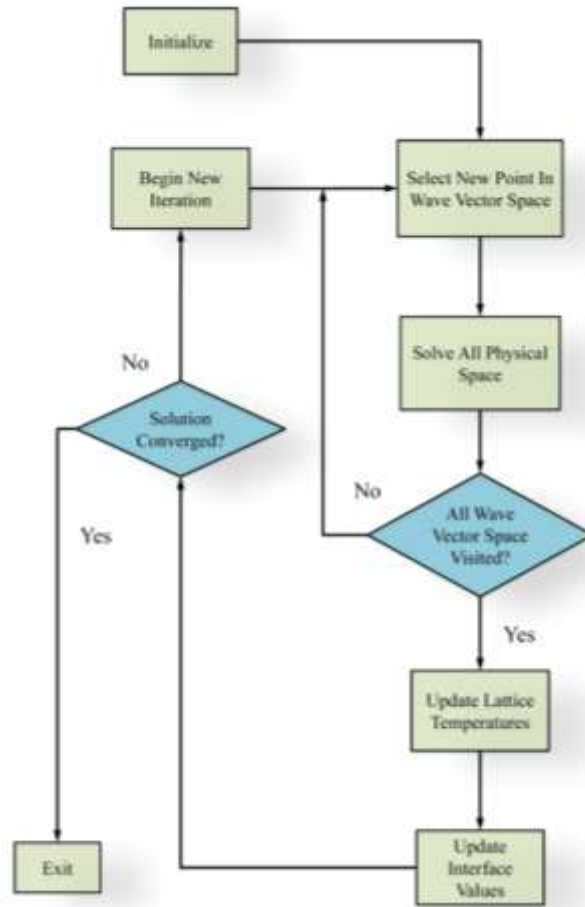 Initialize
Begin New
Iteration
Select New Point In
Wave Vector Space
Solve All Physical
Space
No
Solution
Converged?
No
All Wave
Vector Space
Visited?
Yes
Yes
Update Lattice
Temperatures
Exit
Update
Interface
Values